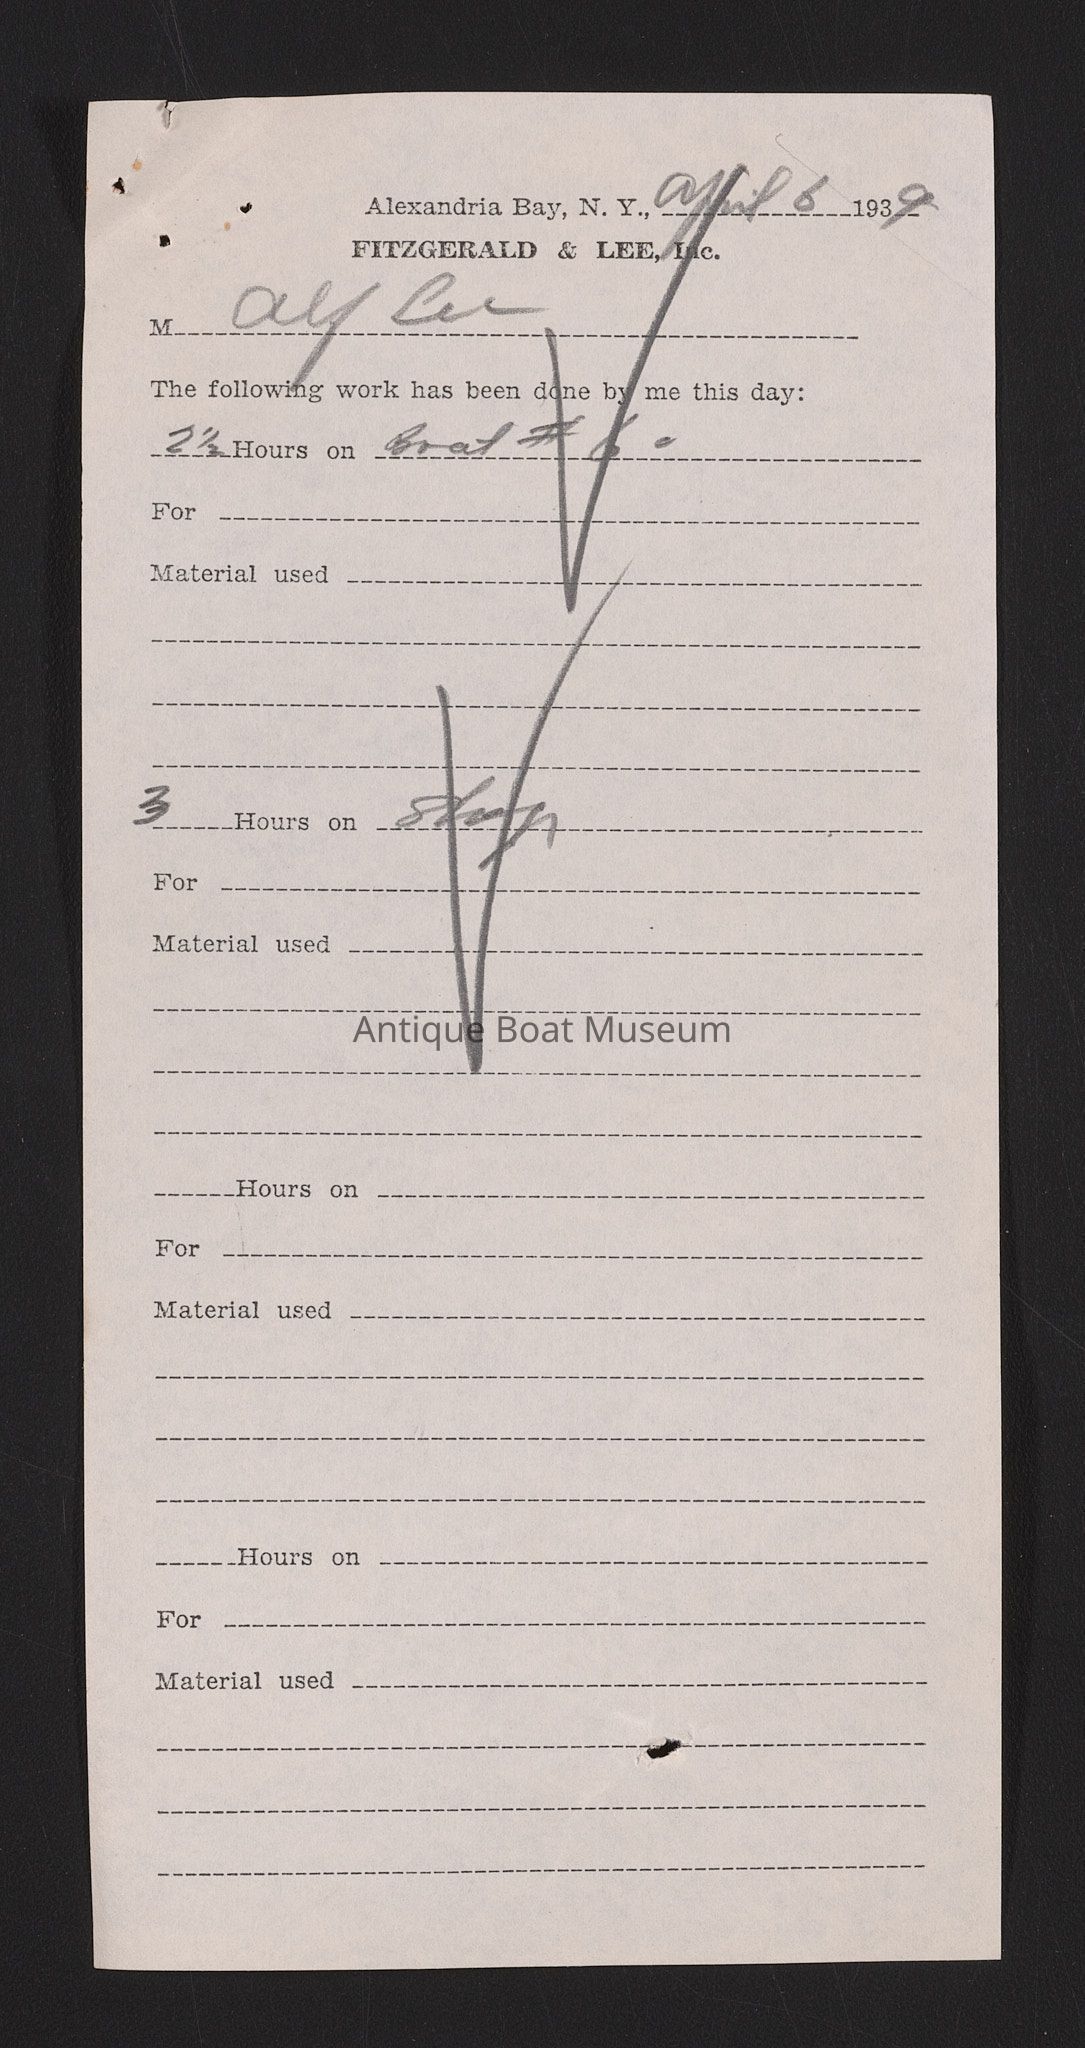 Alexandria Bay, N. Y., April 6 1939
FITZGERALD & LEE, Inc.
M Alf Lee
The following work has been done by me this day:
2½ Hours on boat # 60
For
Material used
3 Hours on Shop
For
Material used
Antique Boat Museum
Hours on
For
Material used
Hours on
For
Material used